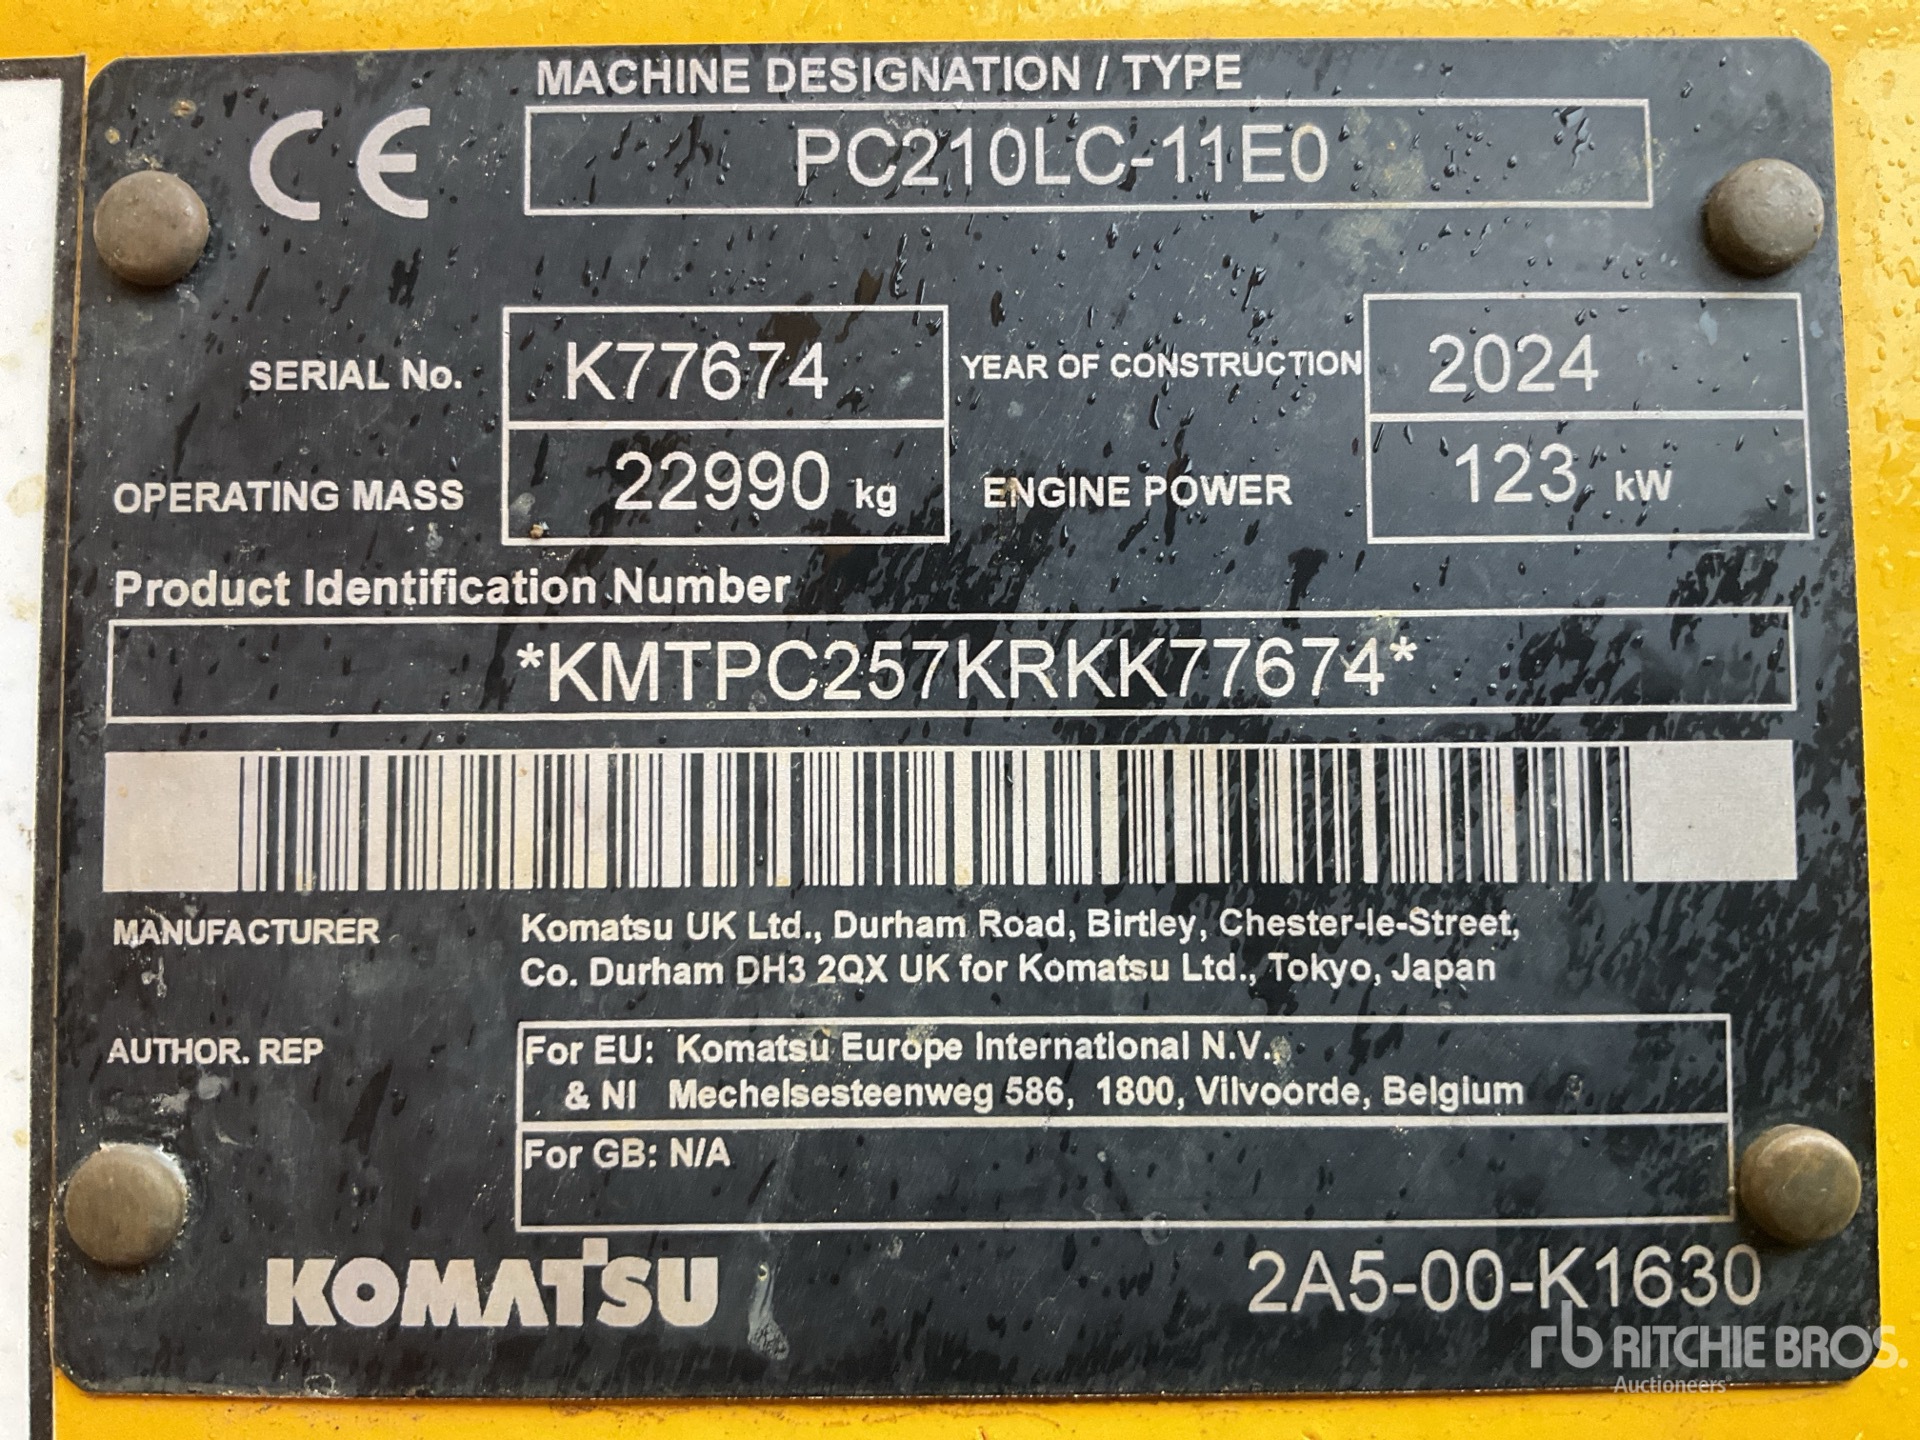 CE
MACHINE DESIGNATION / TYPE
PC210LC-11E0
SERIAL No. K77674 YEAR OF CONSTRUCTION 2024
OPERATING MASS 22990 kg ENGINE POWER 123 kW
Product Identification Number
*KMTPC257KRKK77674*
MANUFACTURER Komatsu UK Ltd., Durham Road, Birtley, Chester-le-Street,
Co. Durham DH3 2QX UK for Komatsu Ltd., Tokyo, Japan
AUTHOR. REP For EU: Komatsu Europe International N.V.,
& NI Mechelsesteenweg 586, 1800, Vilvoorde, Belgium
For GB: N/A
KOMATSU 2A5-00-K1630
rb RITCHIE BROS.
Auctioneers